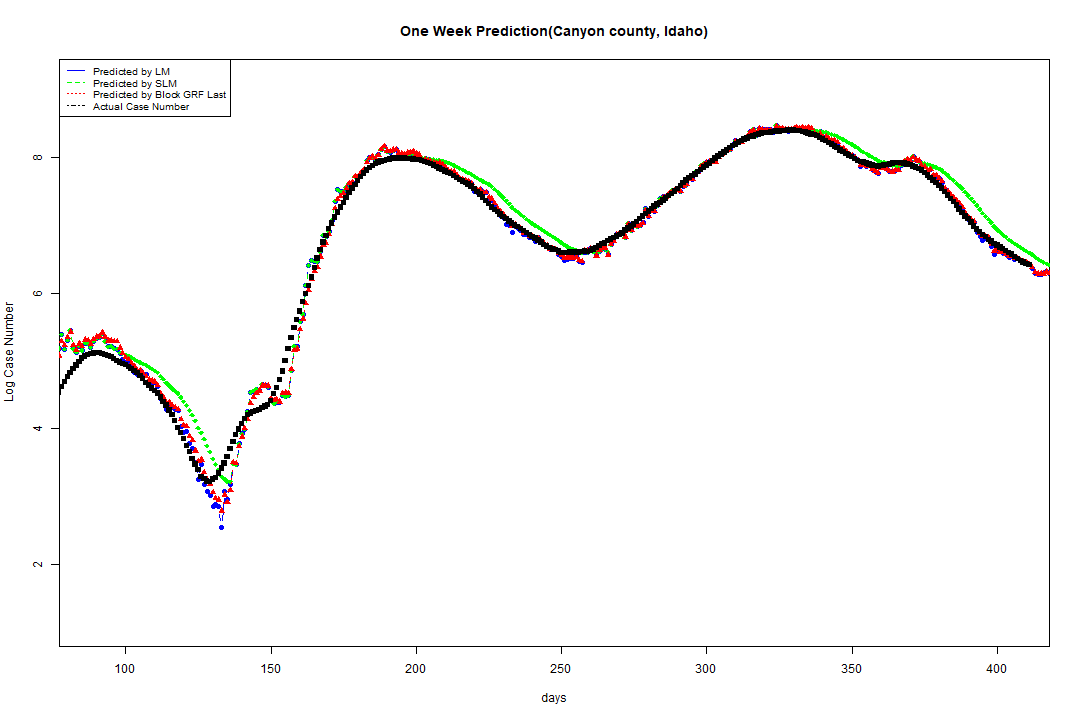 One Week Prediction(Canyon county, Idaho)
Predicted by LM
Predicted by SLM
Predicted by Block GRF Last
Actual Case Number
8
6
4
2
Log Case Number
100 150 200 250 300 350 400
days